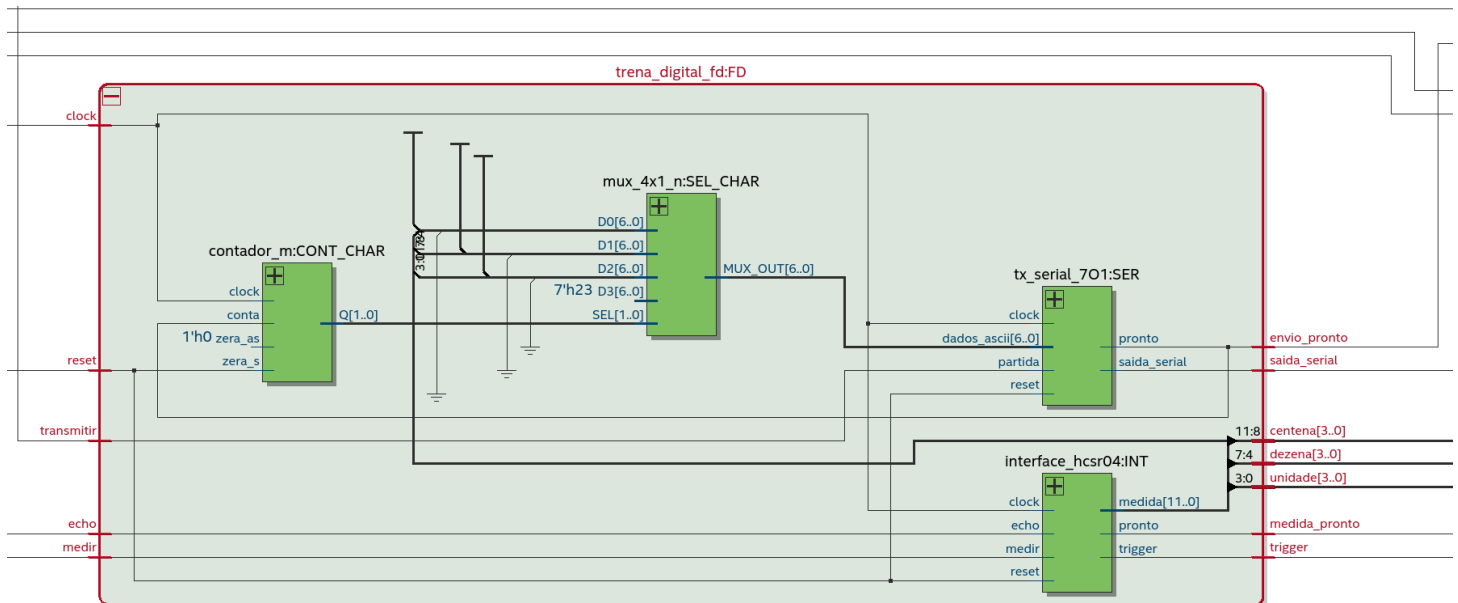 trena_digital_fd:FD
clock
mux_4x1_n:SEL_CHAR
D0[6..0]
D1[6..0]
D2[6..0]
7'h23 D3[6..0]
SEL[1..0]
MUX_OUT[6..0]
3:0
contador_m:CONT_CHAR
clock
conta
1'h0 zera_as
zera_s
Q[1..0]
tx_serial_7O1:SER
clock
dados_ascii[6..0]
partida
reset
pronto
saida_serial
envio_pronto
saida_serial
reset
transmitir
11:8 centena[3..0]
7:4 dezena[3..0]
3:0 unidade[3..0]
interface_hcsr04:INT
clock
echo
medir
reset
medida[11..0]
pronto
trigger
medida_pronto
trigger
echo
medir